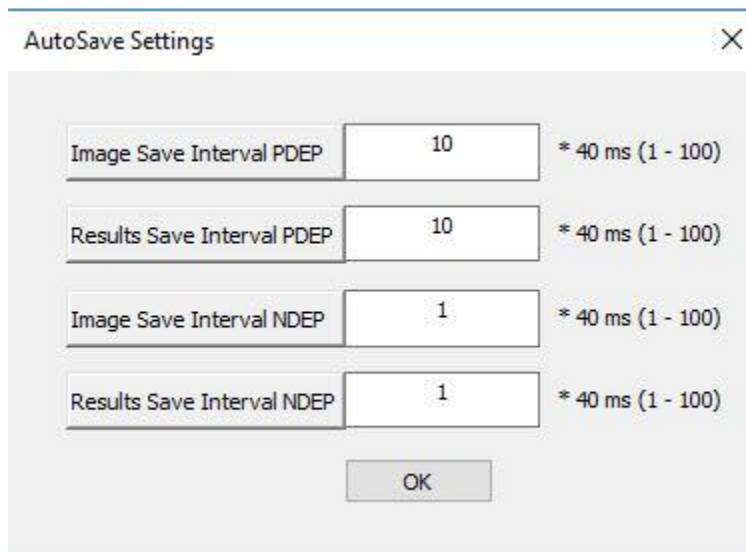 AutoSave Settings
Image Save Interval PDEP 10 * 40 ms (1 - 100)
Results Save Interval PDEP 10 * 40 ms (1 - 100)
Image Save Interval NDEP 1 * 40 ms (1 - 100)
Results Save Interval NDEP 1 * 40 ms (1 - 100)
OK